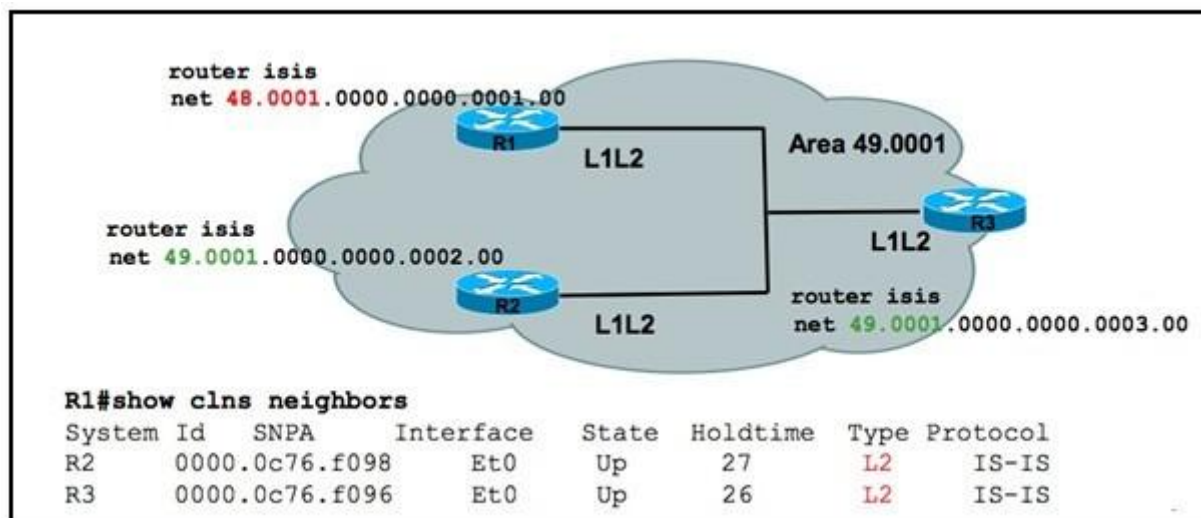 router isis
net 48.0001.0000.0000.0001.00
R1
L1L2
Area 49.0001
R3
L1L2
router isis
net 49.0001.0000.0000.0002.00
R2
L1L2
router isis
net 49.0001.0000.0000.0003.00
R1#show clns neighbors
System Id SNPA Interface State Holdtime Type Protocol
R2 0000.0c76.f098 Et0 Up 27 L2 IS-IS
R3 0000.0c76.f096 Et0 Up 26 L2 IS-IS